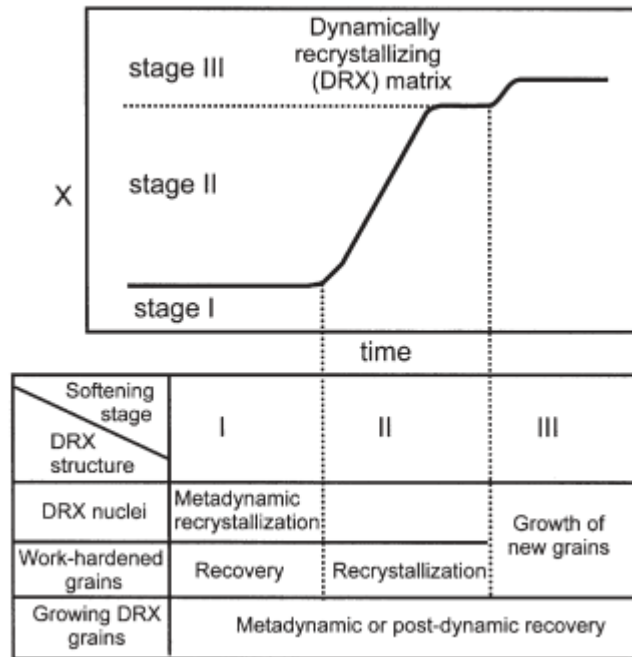 Dynamically
recrystallizing
(DRX) matrix
stage III
stage II
X
stage I
time
Softening
stage
DRX
structure
I
II
III
DRX nuclei
Metadynamic
recrystallization
Growth of
new grains
Work-hardened
grains
Recovery
Recrystallization
Growing DRX
grains
Metadynamic or post-dynamic recovery